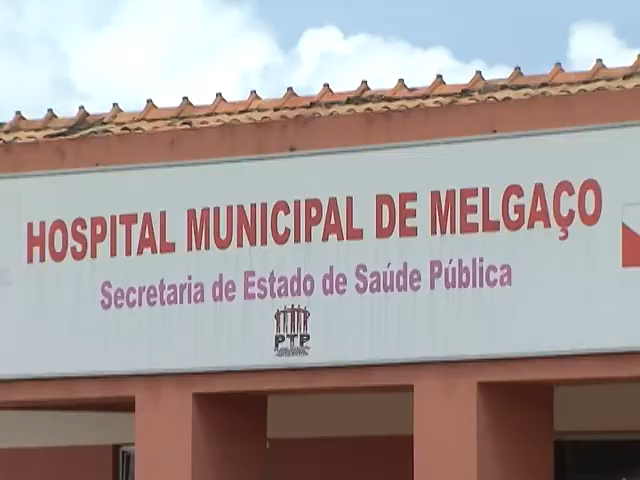 HOSPITAL MUNICIPAL DE MELGAÇO
Secretaria de Estado de Saúde Pública
PTP